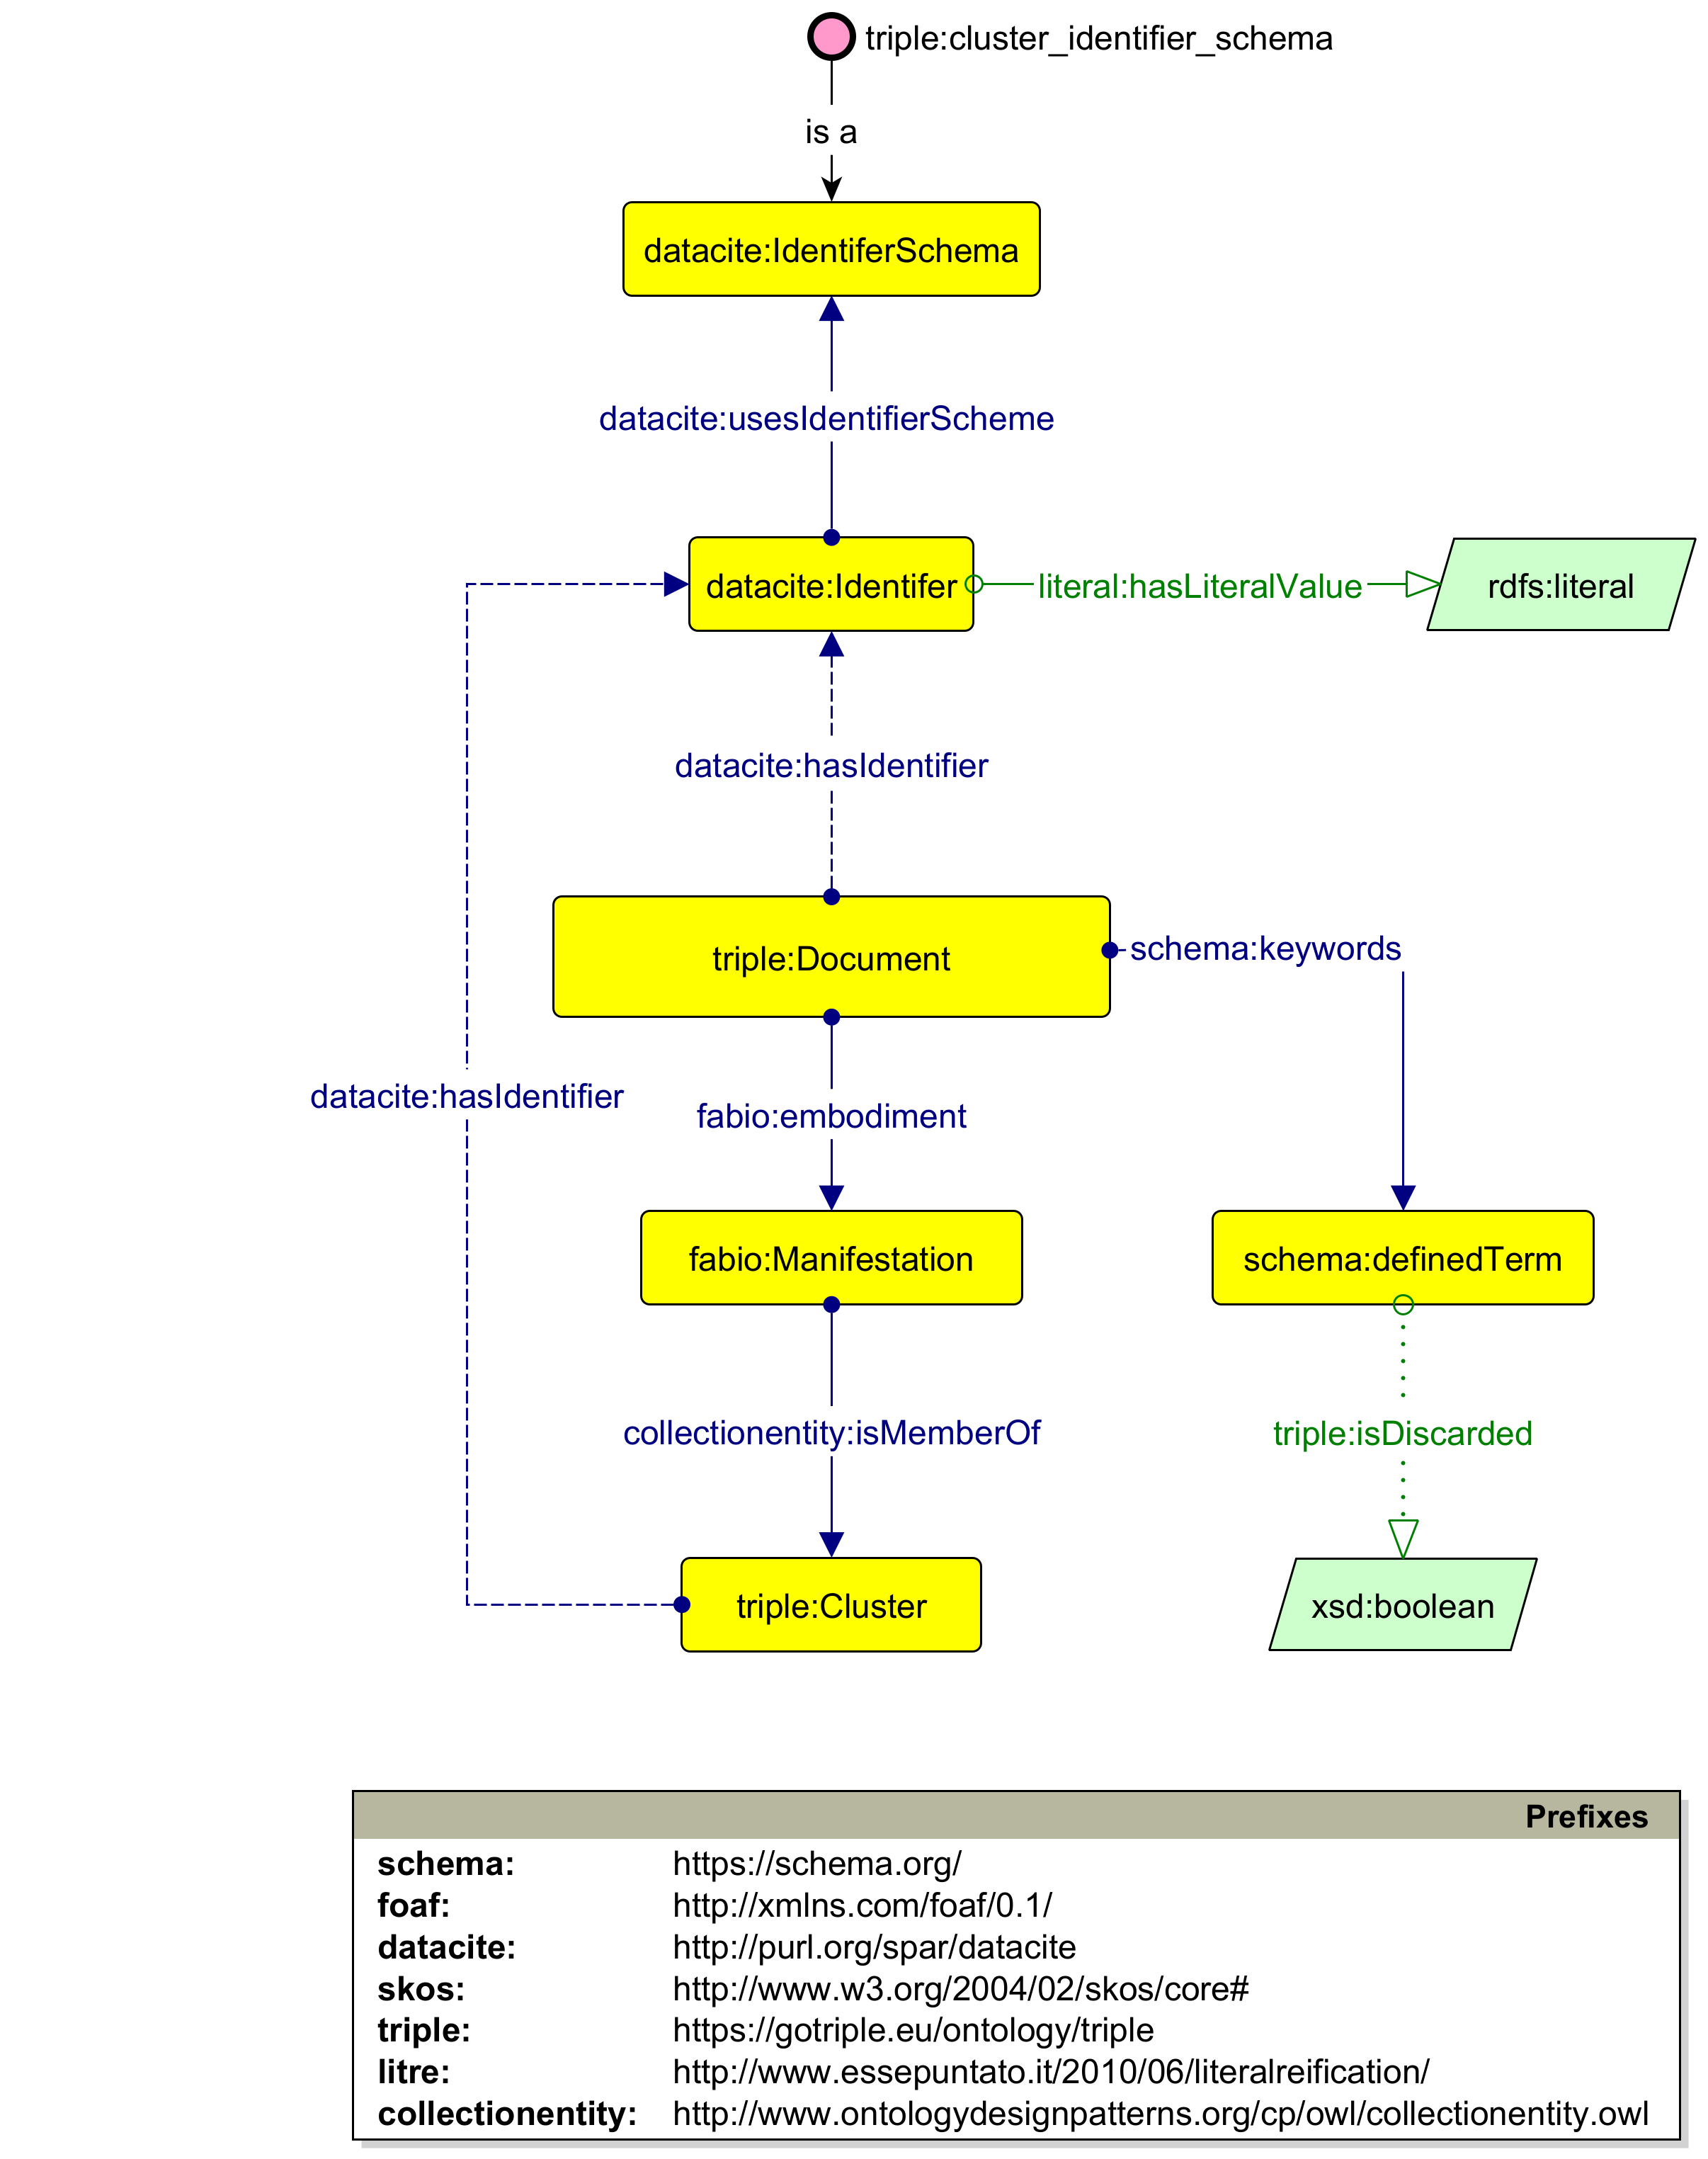 triple:cluster_identifier_schema
is a
datacite:IdentiferSchema
datacite:usesIdentifierScheme
datacite:Identifer
literal:hasLiteralValue
rdfs:literal
datacite:hasIdentifier
triple:Document
schema:keywords
datacite:hasIdentifier
fabio:embodiment
fabio:Manifestation
schema:definedTerm
collectionentity:isMemberOf
triple:isDiscarded
triple:Cluster
xsd:boolean
Prefixes
schema: https://schema.org/
foaf: http://xmlns.com/foaf/0.1/
datacite: http://purl.org/spar/datacite
skos: http://www.w3.org/2004/02/skos/core#
triple: https://gotriple.eu/ontology/triple
litre: http://www.essepuntato.it/2010/06/literalreification/
collectionentity: http://www.ontologydesignpatterns.org/cp/owl/collectionentity.owl